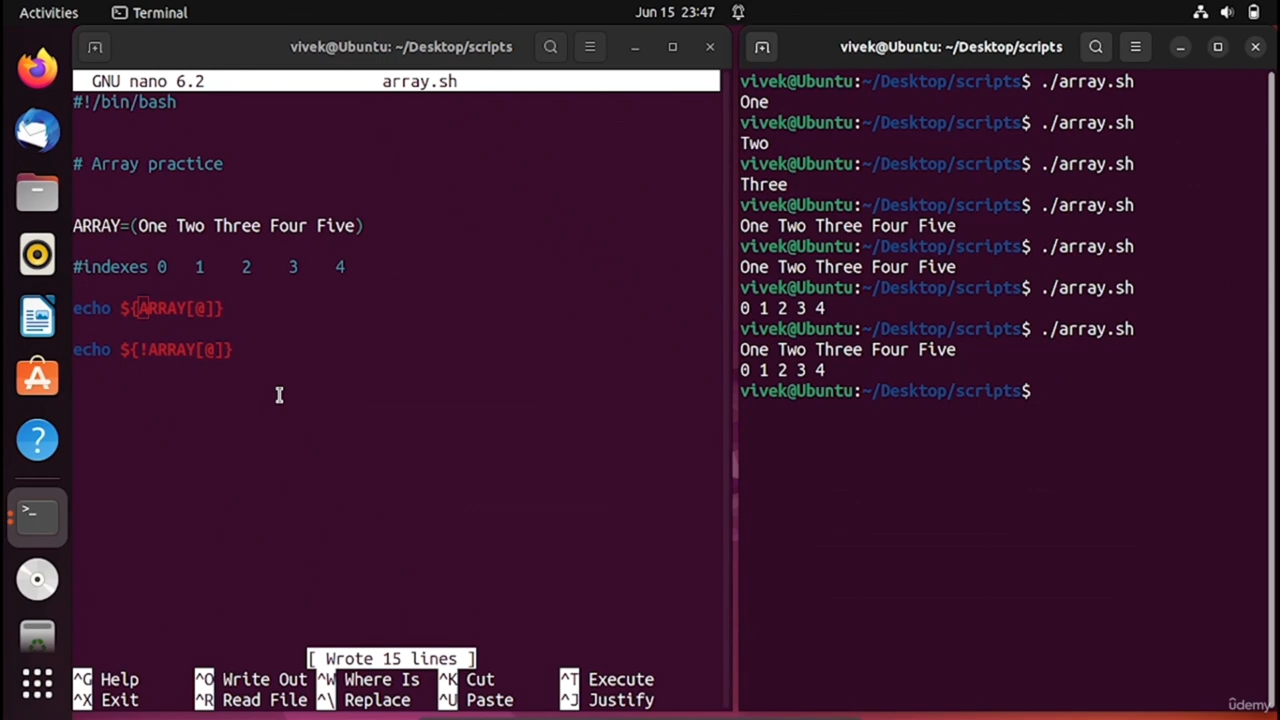 Activities Terminal Jun 15 23:47
vivek@Ubuntu: ~/Desktop/scripts
GNU nano 6.2 array.sh
#!/bin/bash
# Array practice
ARRAY=(One Two Three Four Five)
#indexes 0 1 2 3 4
echo ${ARRAY[@]}
echo ${!ARRAY[@]}
[ Wrote 15 lines ]
^G Help ^O Write Out ^W Where Is ^K Cut ^T Execute
^X Exit ^R Read File ^\ Replace ^U Paste ^J Justify
vivek@Ubuntu: ~/Desktop/scripts
vivek@Ubuntu:~/Desktop/scripts$ ./array.sh
One
vivek@Ubuntu:~/Desktop/scripts$ ./array.sh
Two
vivek@Ubuntu:~/Desktop/scripts$ ./array.sh
Three
vivek@Ubuntu:~/Desktop/scripts$ ./array.sh
One Two Three Four Five
vivek@Ubuntu:~/Desktop/scripts$ ./array.sh
One Two Three Four Five
vivek@Ubuntu:~/Desktop/scripts$ ./array.sh
0 1 2 3 4
vivek@Ubuntu:~/Desktop/scripts$ ./array.sh
One Two Three Four Five
0 1 2 3 4
vivek@Ubuntu:~/Desktop/scripts$
udemy